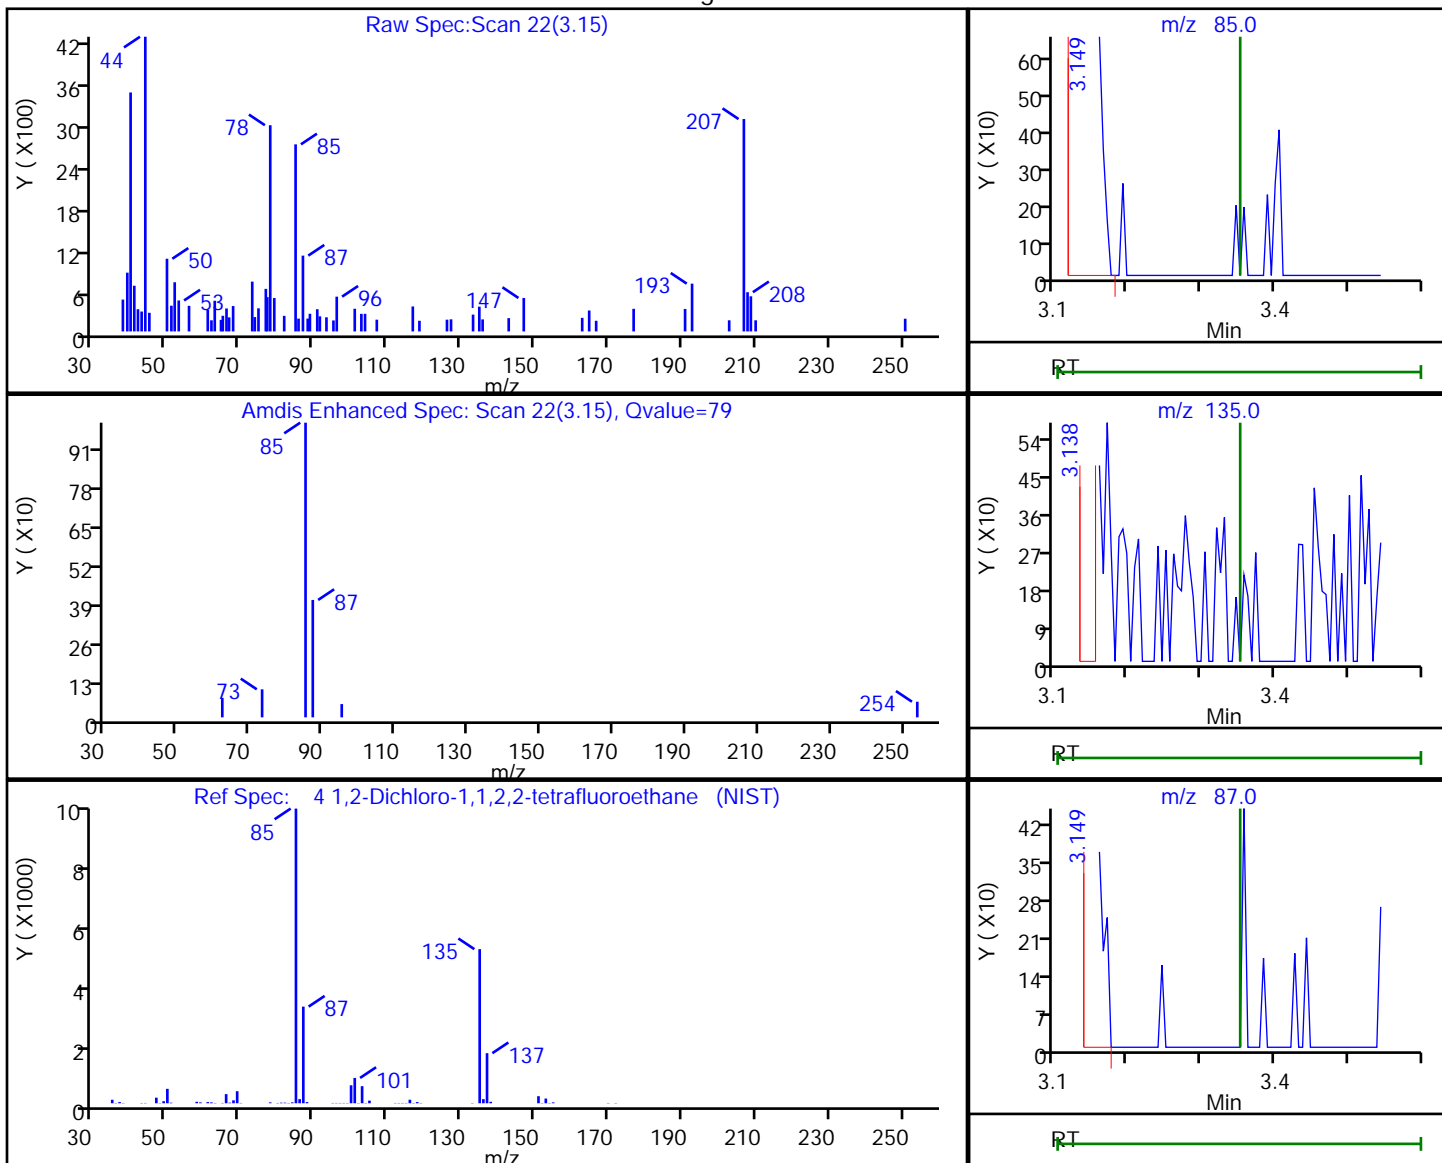 Raw Spec:Scan 22(3.15)
Y ( X100)
42
36
30
24
18
12
6
0
44
78
85
207
50
87
53
96
147
193
208
30 50 70 90 110 130 150 170 190 210 230 250
m/z
m/z 85.0
Y ( X10)
60
50
40
30
20
10
0
3.149
3.1 3.4
Min
RT
Amdis Enhanced Spec: Scan 22(3.15), Qvalue=79
Y ( X10)
91
78
65
52
39
26
13
0
85
87
73
254
30 50 70 90 110 130 150 170 190 210 230 250
m/z
m/z 135.0
Y ( X10)
54
45
36
27
18
9
0
3.138
3.1 3.4
Min
RT
Ref Spec: 4 1,2-Dichloro-1,1,2,2-tetrafluoroethane (NIST)
Y ( X1000)
10
8
6
4
2
0
85
135
87
137
101
30 50 70 90 110 130 150 170 190 210 230 250
m/z
m/z 87.0
Y ( X10)
42
35
28
21
14
7
0
3.149
3.1 3.4
Min
RT